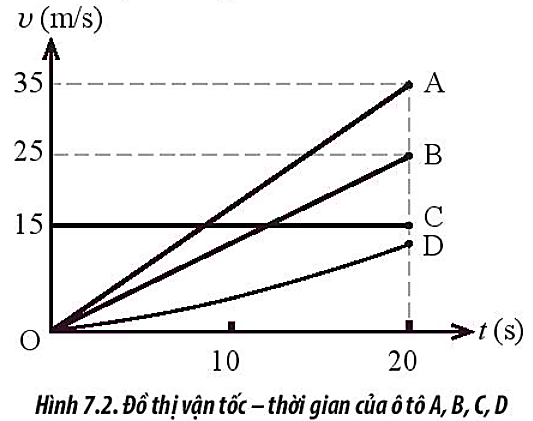 υ (m/s)
35
A
25
B
15
C
D
O
t (s)
10
20
Hình 7.2. Đồ thị vận tốc – thời gian của ô tô A, B, C, D